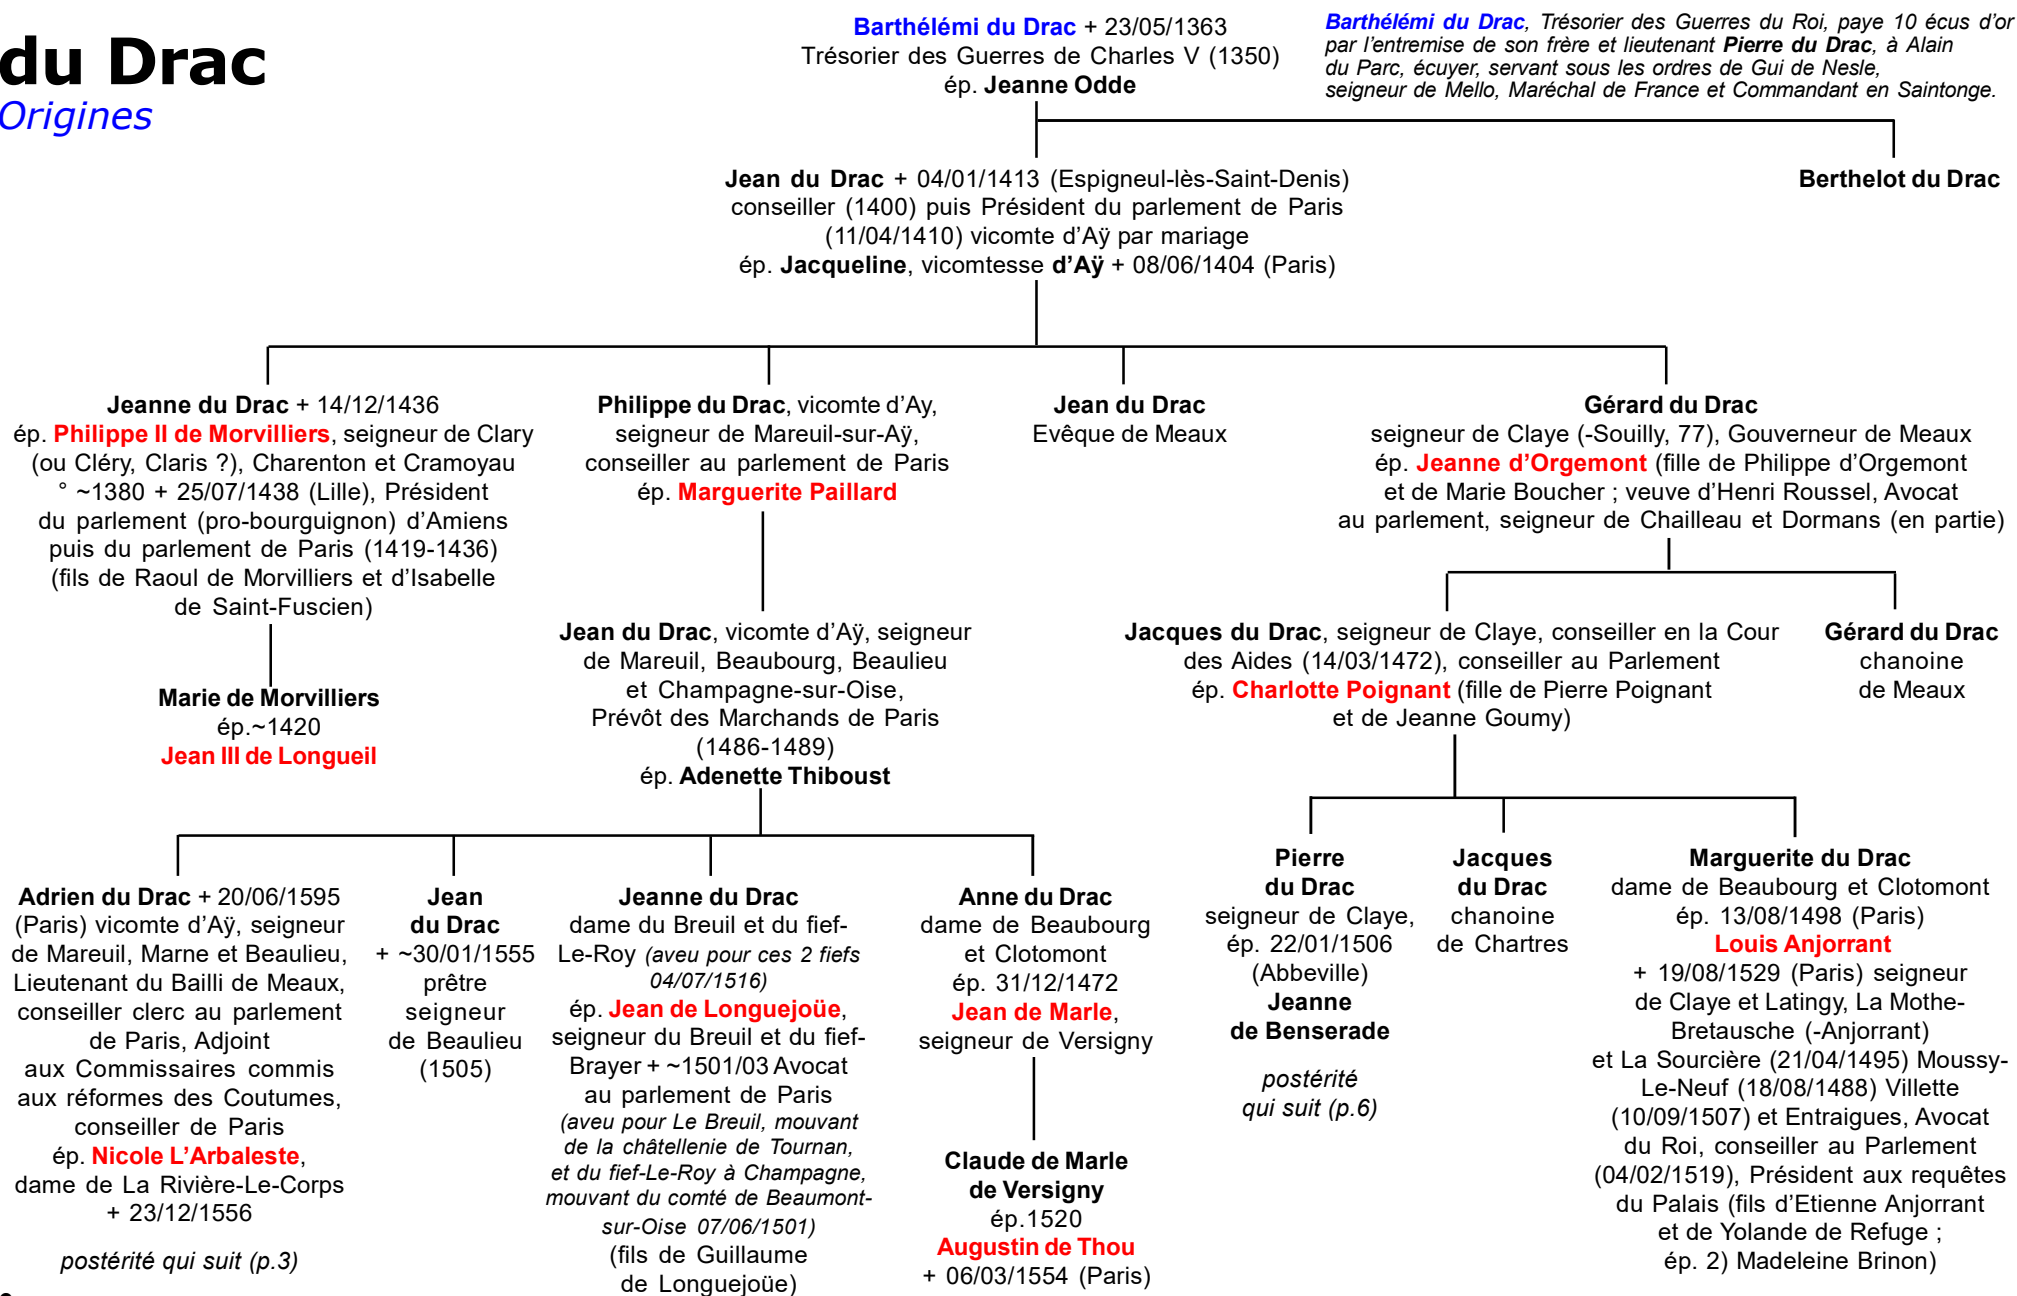 du Drac
Origines
Barthélémi du Drac + 23/05/1363
Trésorier des Guerres de Charles V (1350)
ép. Jeanne Odde
Barthélémi du Drac, Trésorier des Guerres du Roi, paye 10 écus d'or
par l'entremise de son frère et lieutenant Pierre du Drac, à Alain
du Parc, écuyer, servant sous les ordres de Gui de Nesle,
seigneur de Mello, Maréchal de France et Commandant en Saintonge.
Jean du Drac + 04/01/1413 (Espigneul-lès-Saint-Denis)
conseiller (1400) puis Président du parlement de Paris
(11/04/1410) vicomte d'Aÿ par mariage
ép. Jacqueline, vicomtesse d'Aÿ + 08/06/1404 (Paris)
Berthelot du Drac
Jeanne du Drac + 14/12/1436
ép. Philippe II de Morvilliers, seigneur de Clary
(ou Cléry, Claris ?), Charenton et Cramoyau
° ~1380 + 25/07/1438 (Lille), Président
du parlement (pro-bourguignon) d'Amiens
puis du parlement de Paris (1419-1436)
(fils de Raoul de Morvilliers et d'Isabelle
de Saint-Fuscien)
Philippe du Drac, vicomte d'Ay,
seigneur de Mareuil-sur-Aÿ,
conseiller au parlement de Paris
ép. Marguerite Paillard
Jean du Drac
Evêque de Meaux
Gérard du Drac
seigneur de Claye (-Souilly, 77), Gouverneur de Meaux
ép. Jeanne d'Orgemont (fille de Philippe d'Orgemont
et de Marie Boucher ; veuve d'Henri Roussel, Avocat
au parlement, seigneur de Chailleau et Dormans (en partie)
Marie de Morvilliers
ép.~1420
Jean III de Longueil
Jean du Drac, vicomte d'Aÿ, seigneur
de Mareuil, Beaubourg, Beaulieu
et Champagne-sur-Oise,
Prévôt des Marchands de Paris
(1486-1489)
ép. Adenette Thiboust
Jacques du Drac, seigneur de Claye, conseiller en la Cour
des Aides (14/03/1472), conseiller au Parlement
ép. Charlotte Poignant (fille de Pierre Poignant
et de Jeanne Goumy)
Gérard du Drac
chanoine
de Meaux
Adrien du Drac + 20/06/1595
(Paris) vicomte d'Aÿ, seigneur
de Mareuil, Marne et Beaulieu,
Lieutenant du Bailli de Meaux,
conseiller clerc au parlement
de Paris, Adjoint
aux Commissaires commis
aux réformes des Coutumes,
conseiller de Paris
ép. Nicole L'Arbaleste,
dame de La Rivière-Le-Corps
+ 23/12/1556
postérité qui suit (p.3)
Jean
du Drac
+ ~30/01/1555
prêtre
seigneur
de Beaulieu
(1505)
Jeanne du Drac
dame du Breuil et du fief-
Le-Roy (aveu pour ces 2 fiefs
04/07/1516)
ép. Jean de Longuejoüe,
seigneur du Breuil et du fief-
Brayer + ~1501/03 Avocat
au parlement de Paris
(aveu pour Le Breuil, mouvant
de la châtellenie de Tournan,
et du fief-Le-Roy à Champagne,
mouvant du comté de Beaumont-
sur-Oise 07/06/1501)
(fils de Guillaume
de Longuejoüe)
Anne du Drac
dame de Beaubourg
et Clotomont
ép. 31/12/1472
Jean de Marle,
seigneur de Versigny
Claude de Marle
de Versigny
ép.1520
Augustin de Thou
+ 06/03/1554 (Paris)
Pierre
du Drac
seigneur de Claye,
ép. 22/01/1506
(Abbeville)
Jeanne
de Benserade
postérité
qui suit (p.6)
Jacques
du Drac
chanoine
de Chartres
Marguerite du Drac
dame de Beaubourg et Clotomont
ép. 13/08/1498 (Paris)
Louis Anjorrant
+ 19/08/1529 (Paris) seigneur
de Claye et Latingy, La Mothe-
Bretausche (-Anjorrant)
et La Sourcière (21/04/1495) Moussy-
Le-Neuf (18/08/1488) Villette
(10/09/1507) et Entraigues, Avocat
du Roi, conseiller au Parlement
(04/02/1519), Président aux requêtes
du Palais (fils d'Etienne Anjorrant
et de Yolande de Refuge ;
ép. 2) Madeleine Brinon)